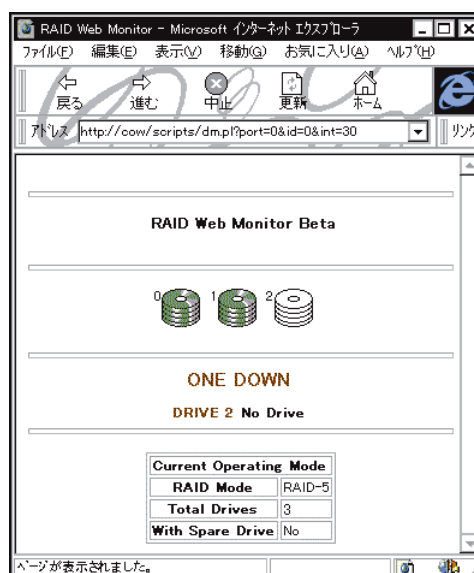 RAID Web Monitor - Microsoft インターネット エクスプローラ
ファイル(F) 編集(E) 表示(V) 移動(G) お気に入り(A) ヘルプ(H)
戻る 進む 中止 更新 ホーム
アドレス http://cow/scripts/dm.pl?port=0&id=0&int=30 リンク
RAID Web Monitor Beta
0 1 2
ONE DOWN
DRIVE 2 No Drive
Current Operating Mode
RAID Mode RAID-5
Total Drives 3
With Spare Drive No
ページが表示されました。